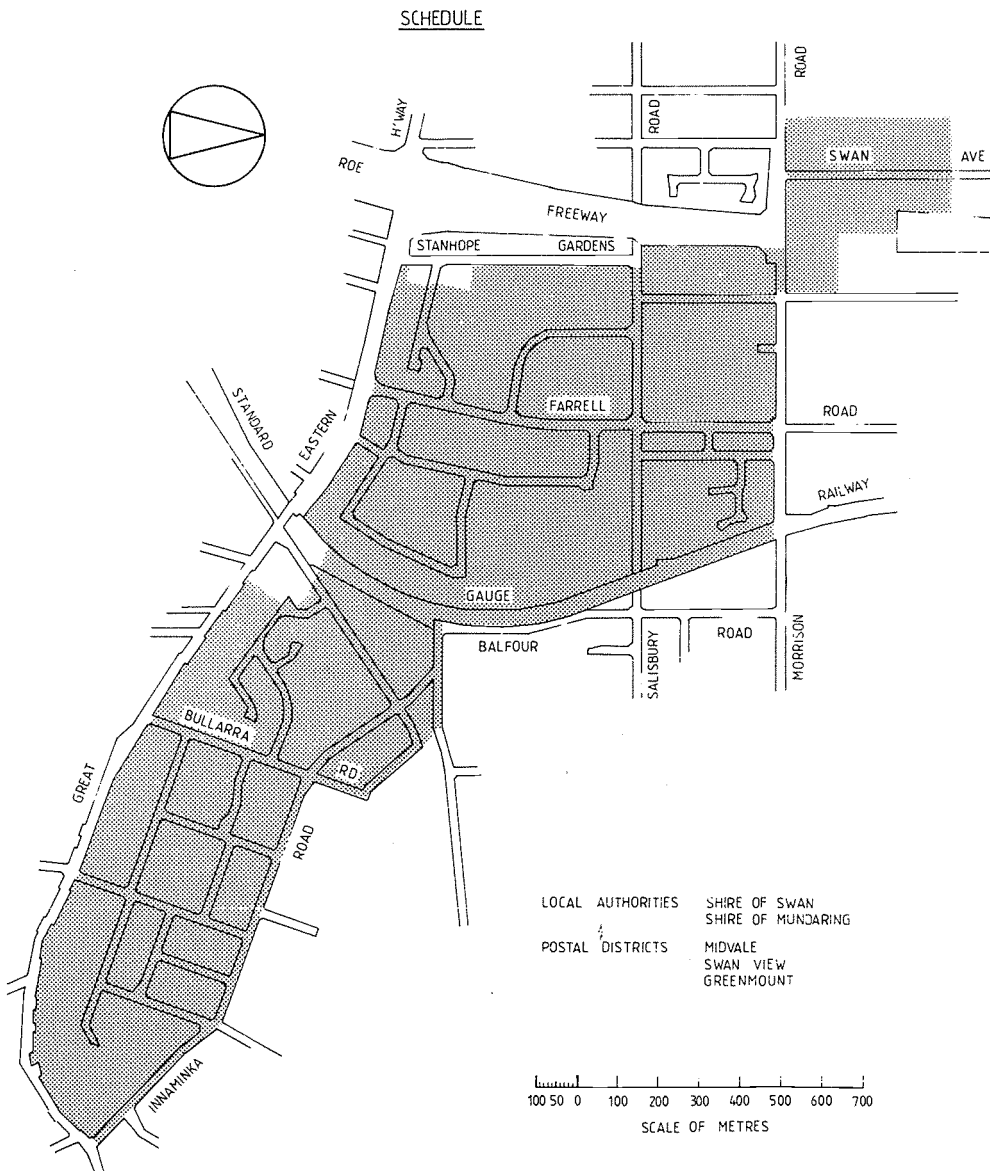 SCHEDULE
ROAD
H'WAY
ROAD
ROE
SWAN AVE
FREEWAY
STANHOPE GARDENS
STANDARD
EASTERN
FARRELL
ROAD
RAILWAY
GAUGE
BALFOUR ROAD
SALISBURY
MORRISON
BULLARRA
RD
GREAT
ROAD
INNAMINKA
LOCAL AUTHORITIES SHIRE OF SWAN
SHIRE OF MUNDARING
POSTAL DISTRICTS MIDVALE
SWAN VIEW
GREENMOUNT
100 50 0 100 200 300 400 500 600 700
SCALE OF METRES